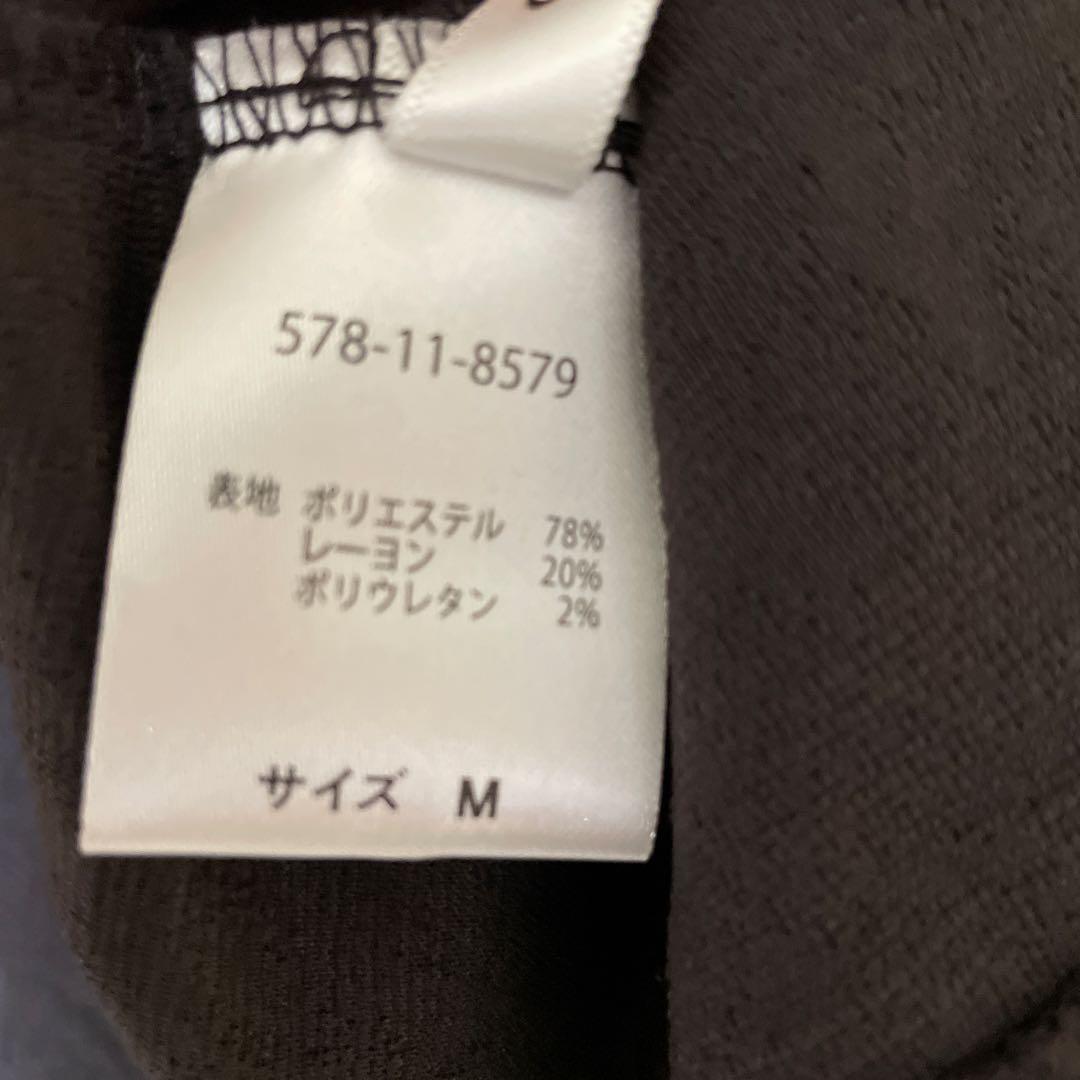 578-11-8579
表地 ポリエステル 78%
レーヨン 20%
ポリウレタン 2%
サイズ M